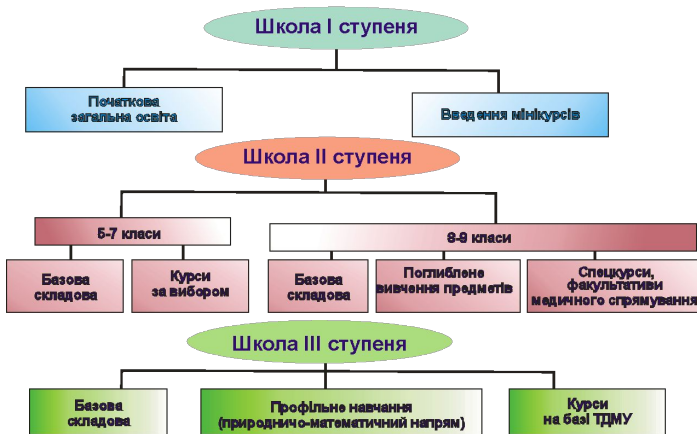 Школа І ступеня
Початкова
загальна освіта
Введення мінікурсів
Школа ІІ ступеня
5-7 класи
8-9 класи
Базова
складова
Курси
за вибором
Базова
складова
Поглиблене
вивчення предметів
Спецкурси,
факультативи
медичного спрямування
Школа ІІІ ступеня
Базова
складова
Профільне навчання
(природничо-математичний напрям)
Курси
на базі ТДМУ